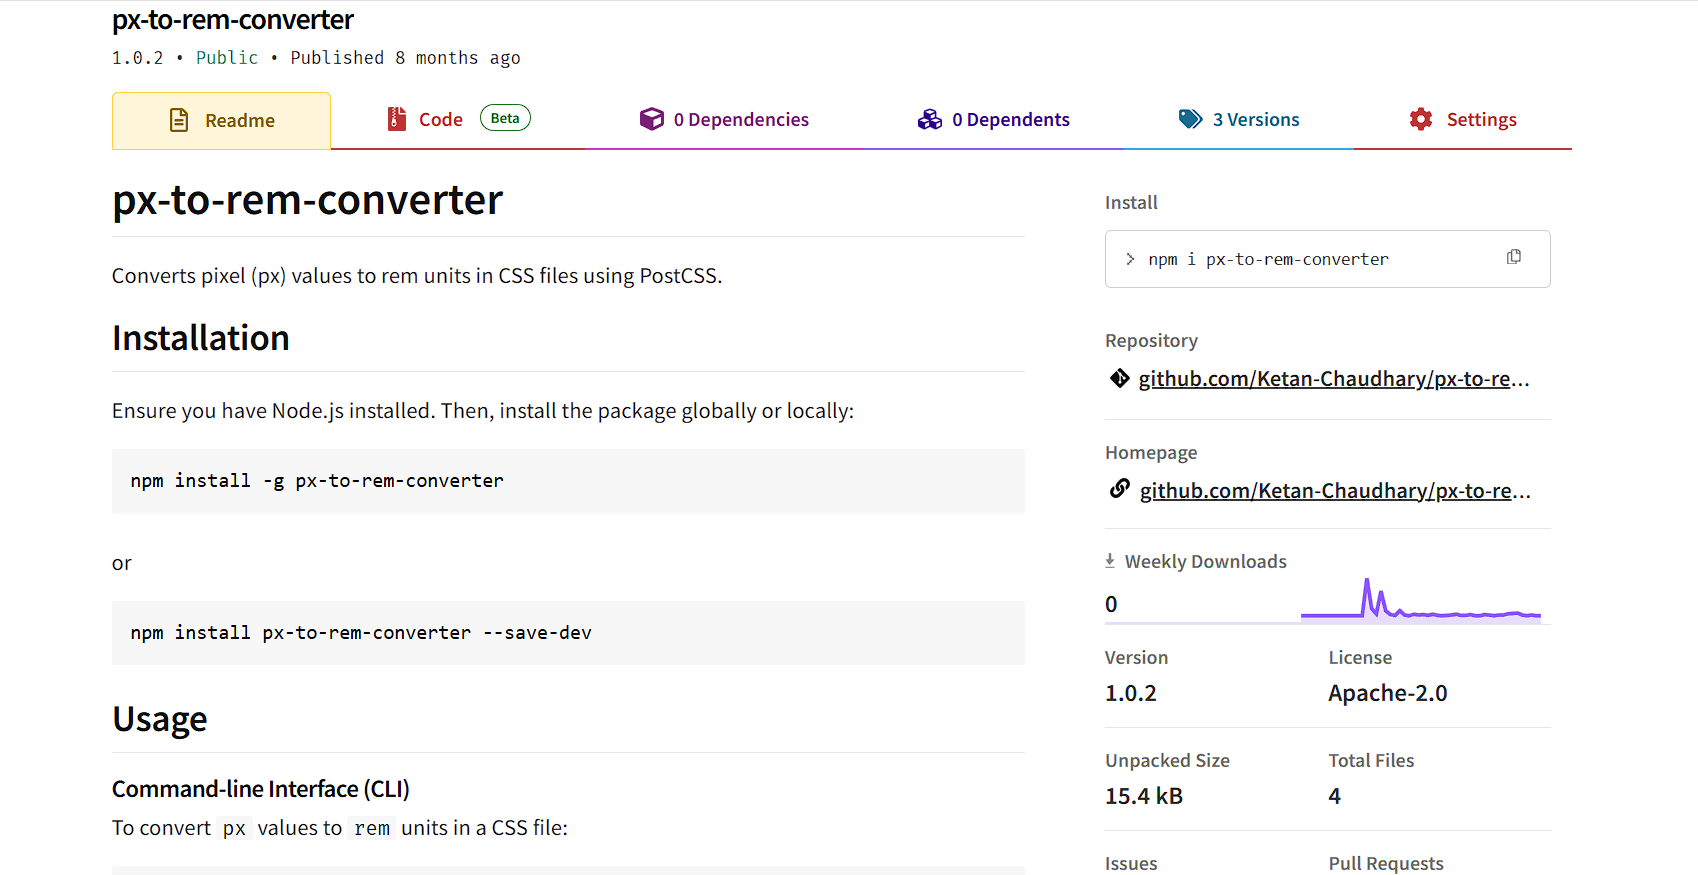 px-to-rem-converter
1.0.2 • Public • Published 8 months ago
Readme
Code Beta
0 Dependencies
0 Dependents
3 Versions
Settings
px-to-rem-converter
Converts pixel (px) values to rem units in CSS files using PostCSS.
Installation
Ensure you have Node.js installed. Then, install the package globally or locally:
npm install -g px-to-rem-converter
or
npm install px-to-rem-converter --save-dev
Usage
Command-line Interface (CLI)
To convert px values to rem units in a CSS file:
Install
> npm i px-to-rem-converter
Repository
github.com/Ketan-Chaudhary/px-to-re...
Homepage
github.com/Ketan-Chaudhary/px-to-re...
Weekly Downloads
0
Version
1.0.2
License
Apache-2.0
Unpacked Size
15.4 kB
Total Files
4
Issues
Pull Requests